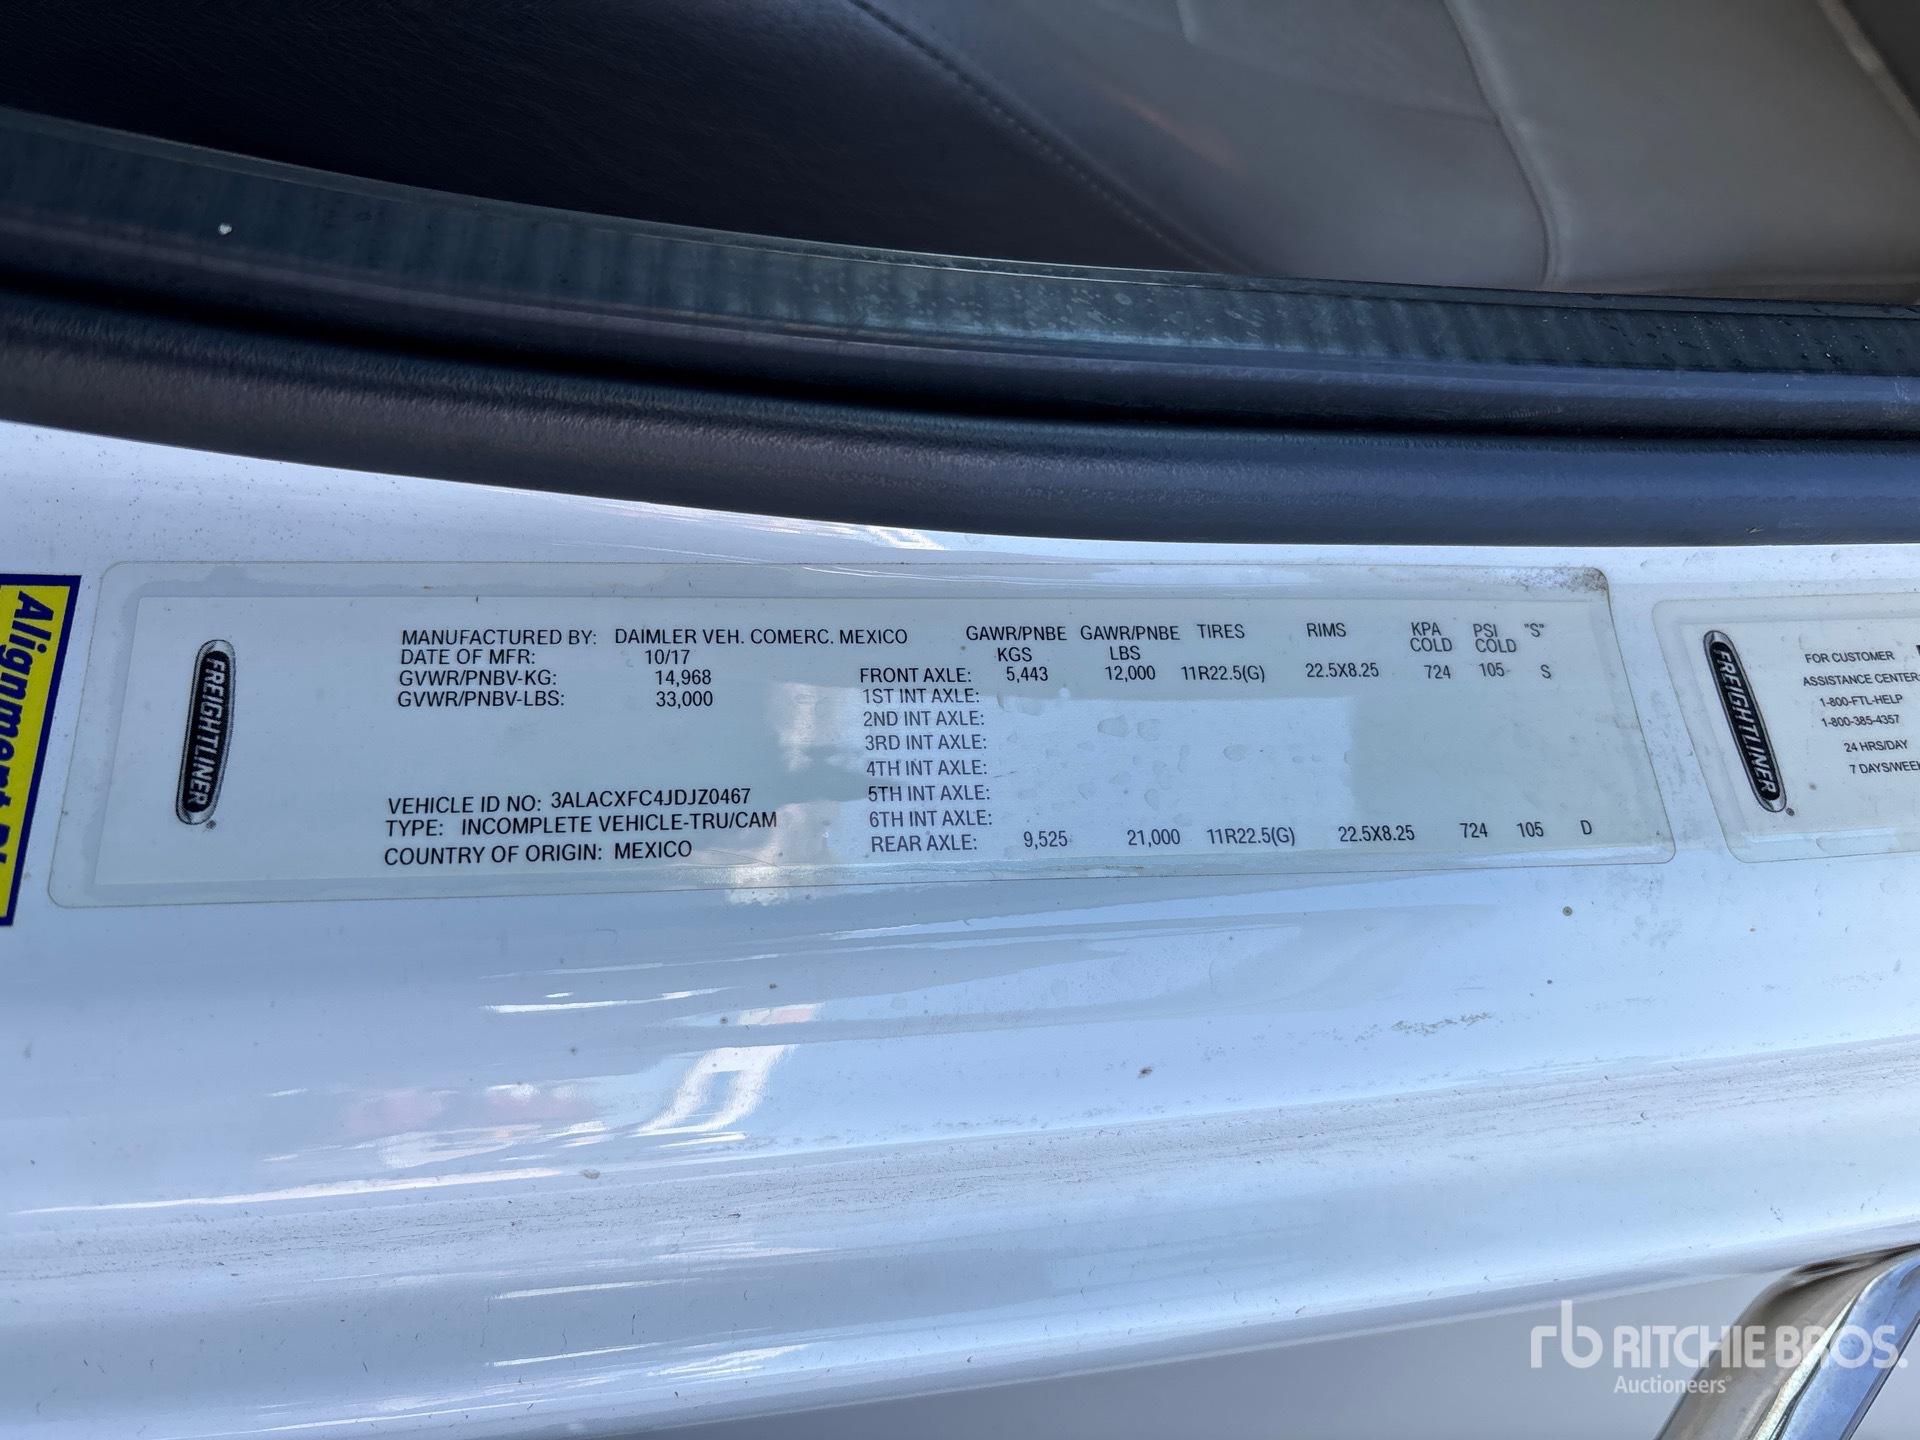 Alignment
FREIGHTLINER
MANUFACTURED BY: DAIMLER VEH. COMERC. MEXICO
DATE OF MFR: 10/17
GVWR/PNBV-KG: 14,968
GVWR/PNBV-LBS: 33,000
VEHICLE ID NO: 3ALACXFC4JDJZ0467
TYPE: INCOMPLETE VEHICLE-TRU/CAM
COUNTRY OF ORIGIN: MEXICO
GAWR/PNBE KGS GAWR/PNBE LBS TIRES RIMS KPA COLD PSI COLD "S"
FRONT AXLE: 5,443 12,000 11R22.5(G) 22.5X8.25 724 105 S
1ST INT AXLE:
2ND INT AXLE:
3RD INT AXLE:
4TH INT AXLE:
5TH INT AXLE:
6TH INT AXLE:
REAR AXLE: 9,525 21,000 11R22.5(G) 22.5X8.25 724 105 D
FREIGHTLINER
FOR CUSTOMER
ASSISTANCE CENTER:
1-800-FTL-HELP
1-800-385-4357
24 HRS/DAY
7 DAYS/WEEK
rb RITCHIE BROS.
Auctioneers